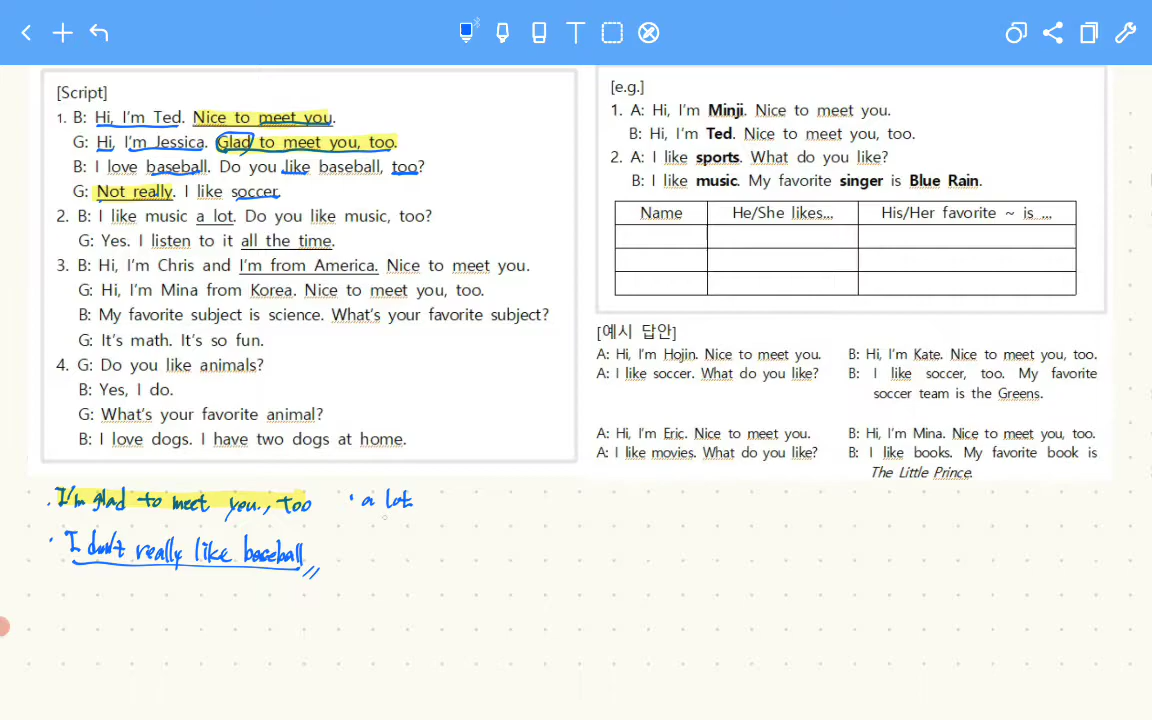 [Script]
1. B: Hi, I'm Ted. Nice to meet you.
G: Hi, I'm Jessica. Glad to meet you, too.
B: I love baseball. Do you like baseball, too?
G: Not really. I like soccer.
2. B: I like music a lot. Do you like music, too?
G: Yes. I listen to it all the time.
3. B: Hi, I'm Chris and I'm from America. Nice to meet you.
G: Hi, I'm Mina from Korea. Nice to meet you, too.
B: My favorite subject is science. What's your favorite subject?
G: It's math. It's so fun.
4. G: Do you like animals?
B: Yes, I do.
G: What's your favorite animal?
B: I love dogs. I have two dogs at home.
. I'm glad to meet you., too
· a lot
· I don't really like baseball
[e.g.]
1. A: Hi, I'm Minji. Nice to meet you.
B: Hi, I'm Ted. Nice to meet you, too.
2. A: I like sports. What do you like?
B: I like music. My favorite singer is Blue Rain.
Name He/She likes... His/Her favorite ~ is ...
[예시 답안]
A: Hi, I'm Hojin. Nice to meet you.
B: Hi, I'm Kate. Nice to meet you, too.
A: I like soccer. What do you like?
B: I like soccer, too. My favorite
soccer team is the Greens.
A: Hi, I'm Eric. Nice to meet you.
B: Hi, I'm Mina. Nice to meet you, too.
A: I like movies. What do you like?
B: I like books. My favorite book is
The Little Prince.